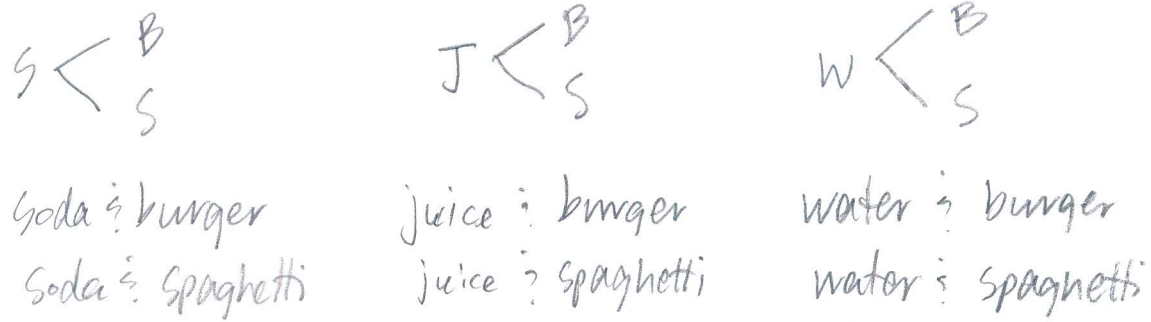 S < B
S
J < B
S
W < B
S
soda & burger
soda & spaghetti
juice & burger
juice & spaghetti
water & burger
water & spaghetti